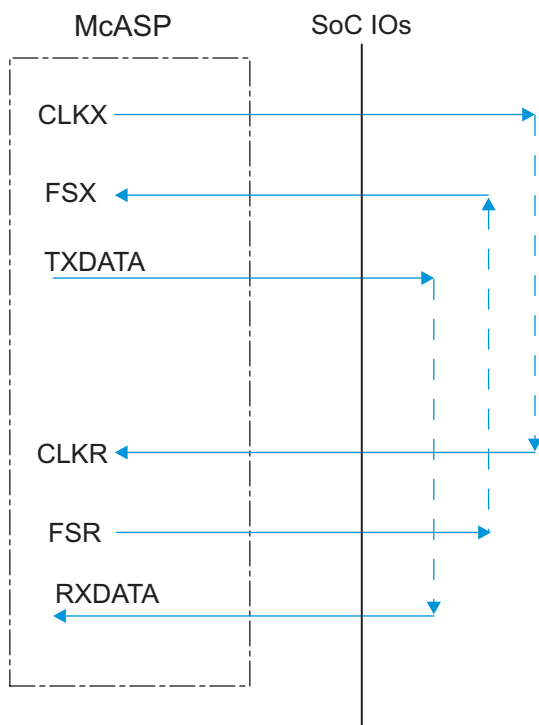 McASP
SoC IOs
CLKX
FSX
TXDATA
CLKR
FSR
RXDATA